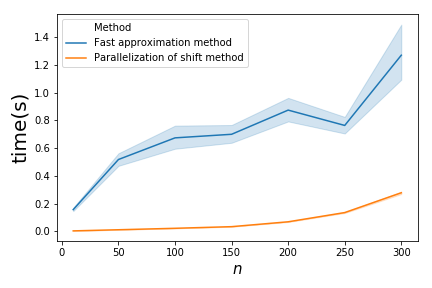 Method
Fast approximation method
Parallelization of shift method
time(s)
1.4
1.2
1.0
0.8
0.6
0.4
0.2
0.0
0 50 100 150 200 250 300
n